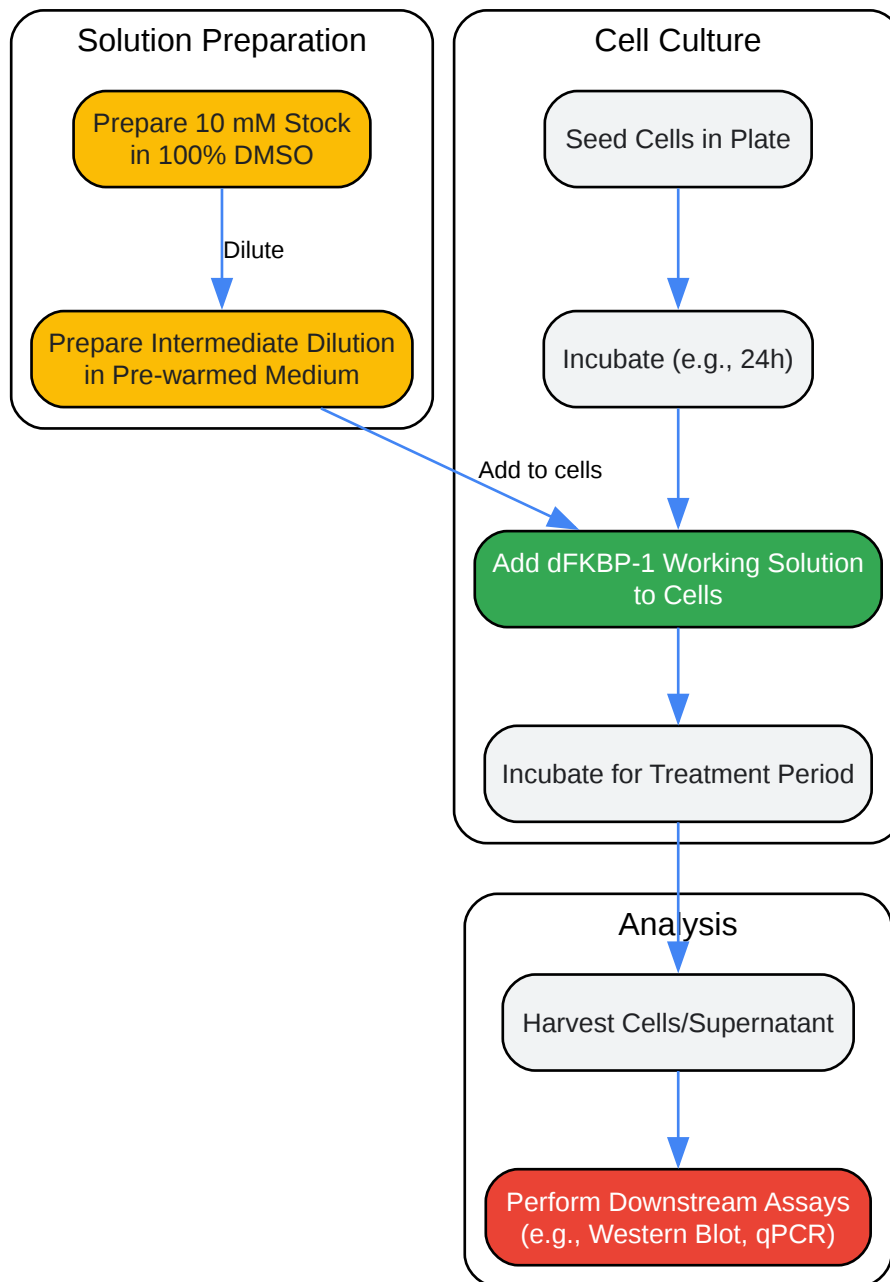 Solution Preparation
Prepare 10 mM Stock
in 100% DMSO
Dilute
Prepare Intermediate Dilution
in Pre-warmed Medium
Add to cells
Cell Culture
Seed Cells in Plate
Incubate (e.g., 24h)
Add dFKBP-1 Working Solution
to Cells
Incubate for Treatment Period
Analysis
Harvest Cells/Supernatant
Perform Downstream Assays
(e.g., Western Blot, qPCR)